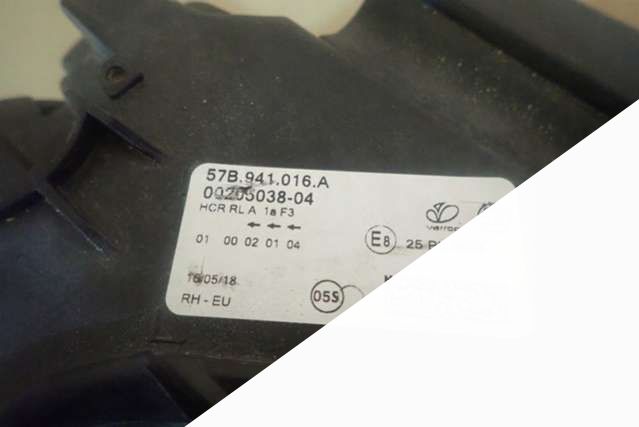 57B.941.016.A
00205038-04
HCR RL A 1a F3
←←←
01 00 02 01 04
E8 25
16/05/18
05S
RH - EU